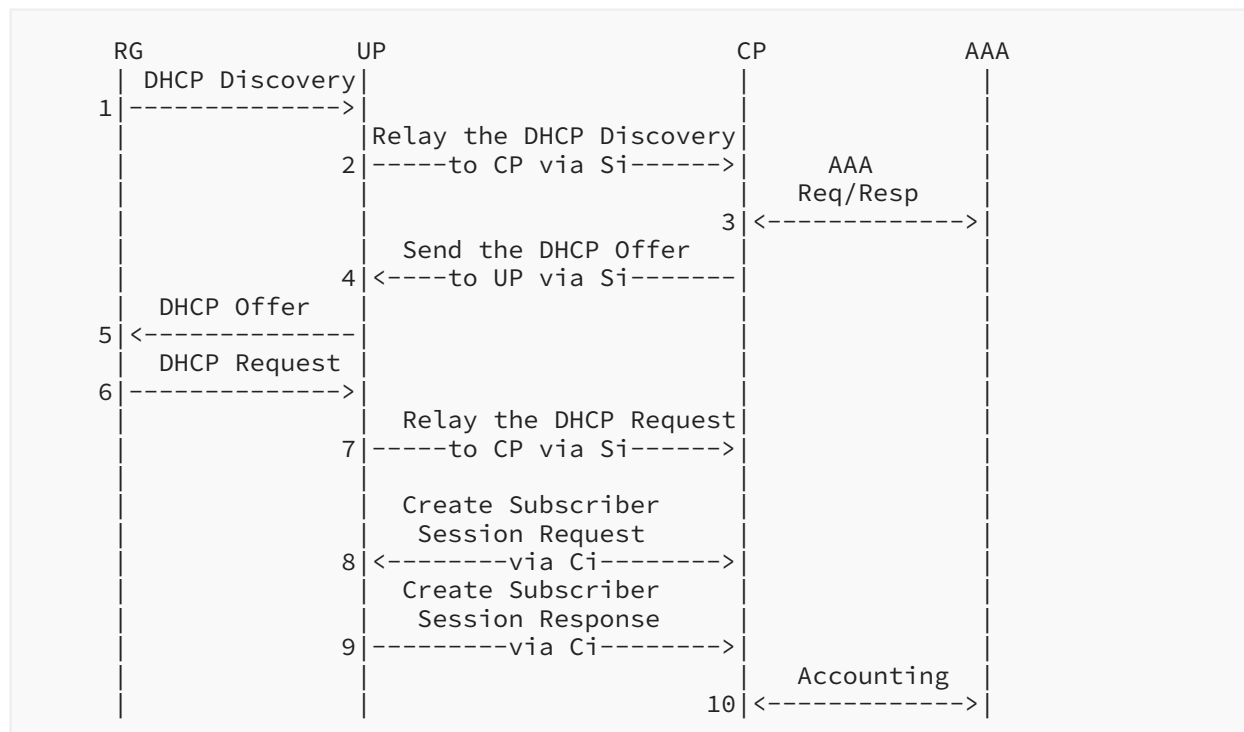 RG UP CP AAA
| DHCP Discovery| | |
1|-------------->| | |
|Relay the DHCP Discovery|
2|-----to CP via Si------>| AAA
| | | Req/Resp |
3|<------------->|
| | Send the DHCP Offer | |
4|<----to UP via Si-------|
| DHCP Offer | | |
5|<--------------| | |
| DHCP Request | | |
6|-------------->| | |
| | Relay the DHCP Request| |
7|-----to CP via Si------>|
| | | |
| | Create Subscriber | |
| | Session Request | |
8|<--------via Ci-------->|
| | Create Subscriber | |
| | Session Response | |
9|---------via Ci-------->|
| | | Accounting |
10|<------------->|